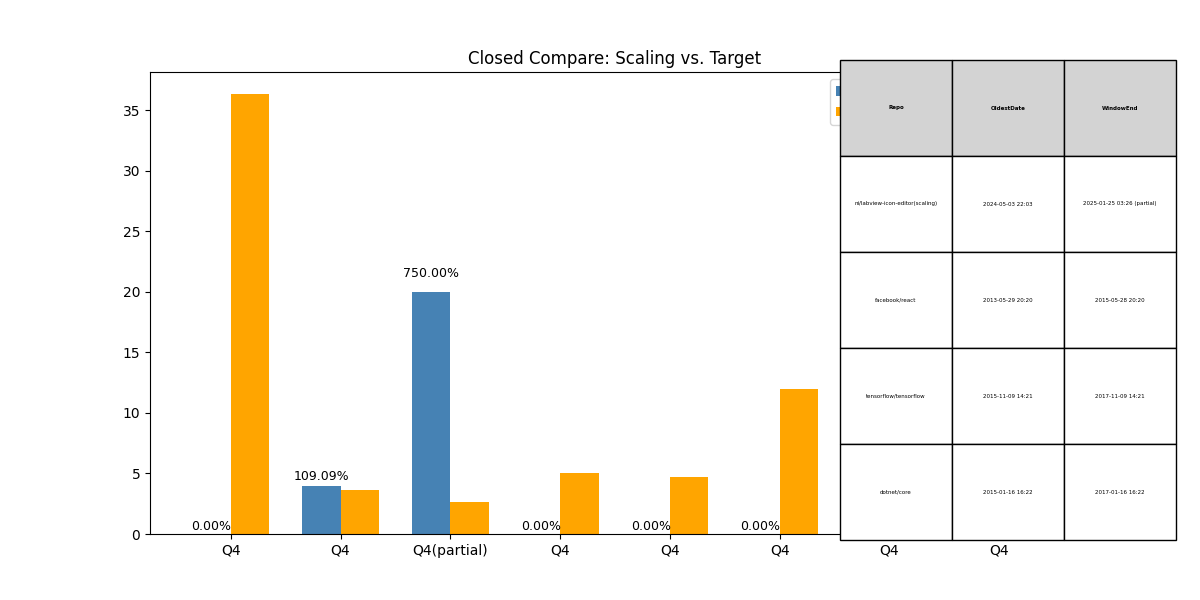 Closed Compare: Scaling vs. Target
35
30
25
20
15
10
5
0
0.00%
109.09%
750.00%
0.00%
0.00%
0.00%
Q4
Q4
Q4(partial)
Q4
Q4
Q4
Q4
Q4
Repo OldestDate WindowEnd
ni/labview-icon-editor(scaling) 2024-05-03 22:03 2025-01-25 03:26 (partial)
facebook/react 2013-05-29 20:20 2015-05-28 20:20
tensorflow/tensorflow 2015-11-09 14:21 2017-11-09 14:21
dotnet/core 2015-01-16 16:22 2017-01-16 16:22